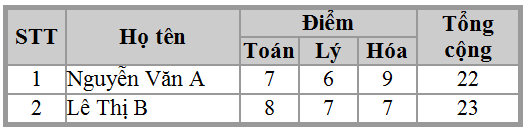 STT Họ tên Điểm Tổng cộng
Toán Lý Hóa
1 Nguyễn Văn A 7 6 9 22
2 Lê Thị B 8 7 7 23